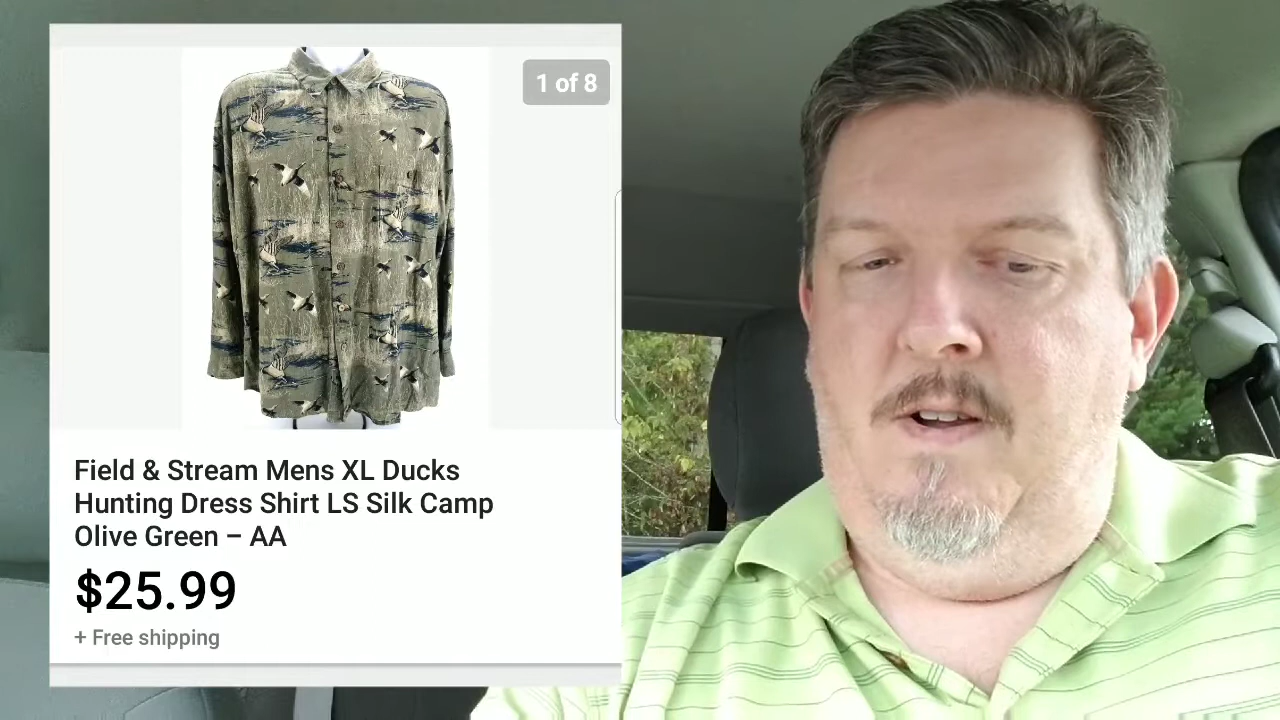 1 of 8
Field & Stream Mens XL Ducks
Hunting Dress Shirt LS Silk Camp
Olive Green – AA
$25.99
+ Free shipping